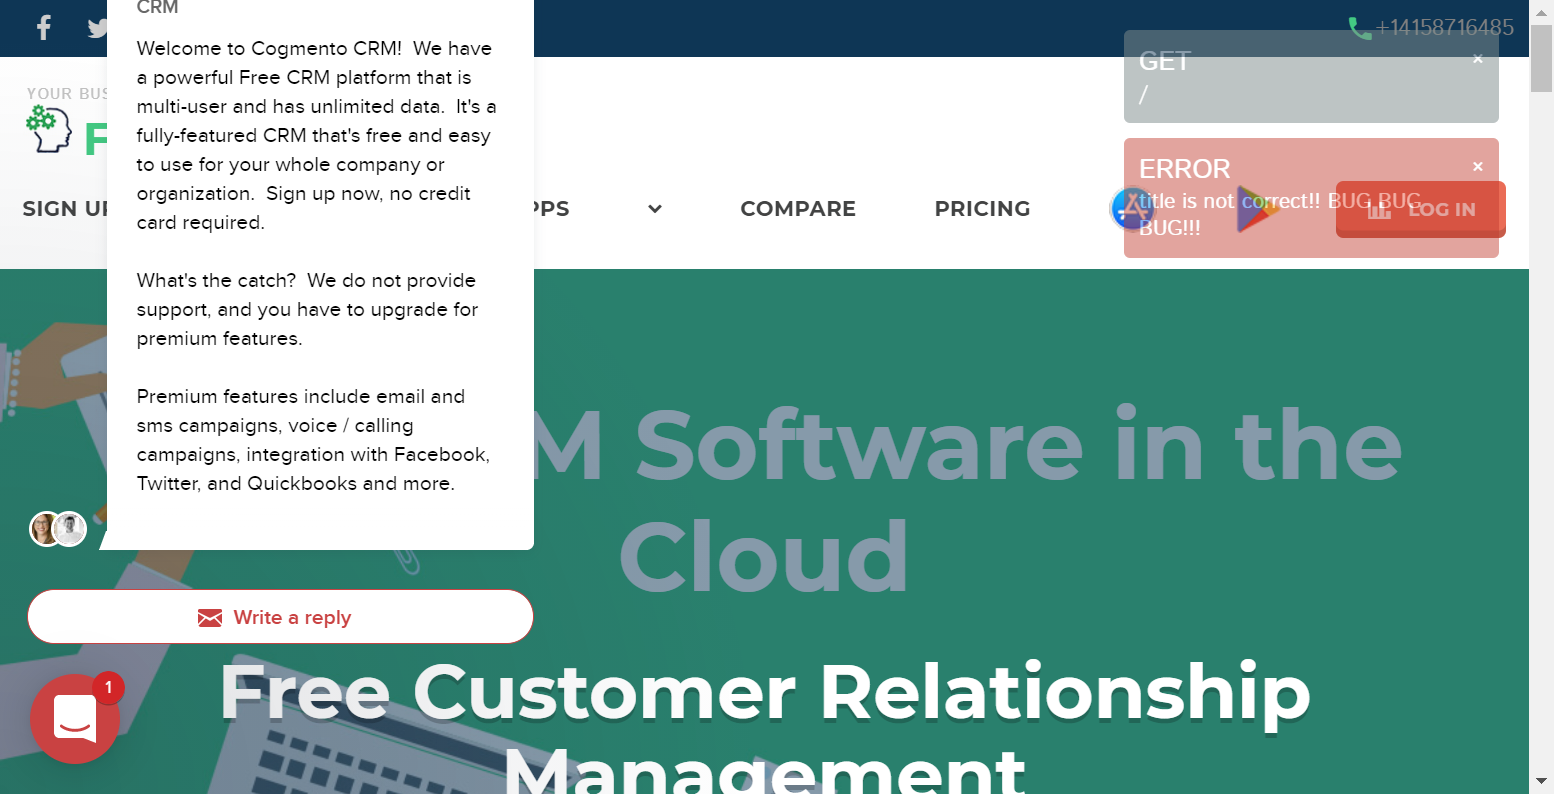 CRM
+14158716485
Welcome to Cogmento CRM! We have
a powerful Free CRM platform that is
multi-user and has unlimited data. It's a
fully-featured CRM that's free and easy
to use for your whole company or
organization. Sign up now, no credit
card required.
What's the catch? We do not provide
support, and you have to upgrade for
premium features.
Premium features include email and
sms campaigns, voice / calling
campaigns, integration with Facebook,
Twitter, and Quickbooks and more.
Write a reply
1
GET
×
/
ERROR
×
title is not correct!! BUG BUG
BUG!!!
YOUR BUS
F
SIGN UP
PPS
COMPARE
PRICING
LOG IN
M Software in the
Cloud
Free Customer Relationship
Management